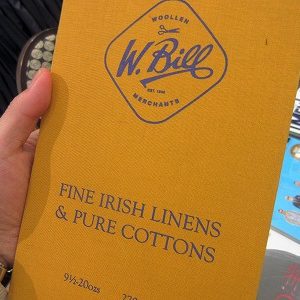 WOOLLEN
W. Bill
EST. 1846
MERCHANTS
FINE IRISH LINENS
& PURE COTTONS
9½-20ozs